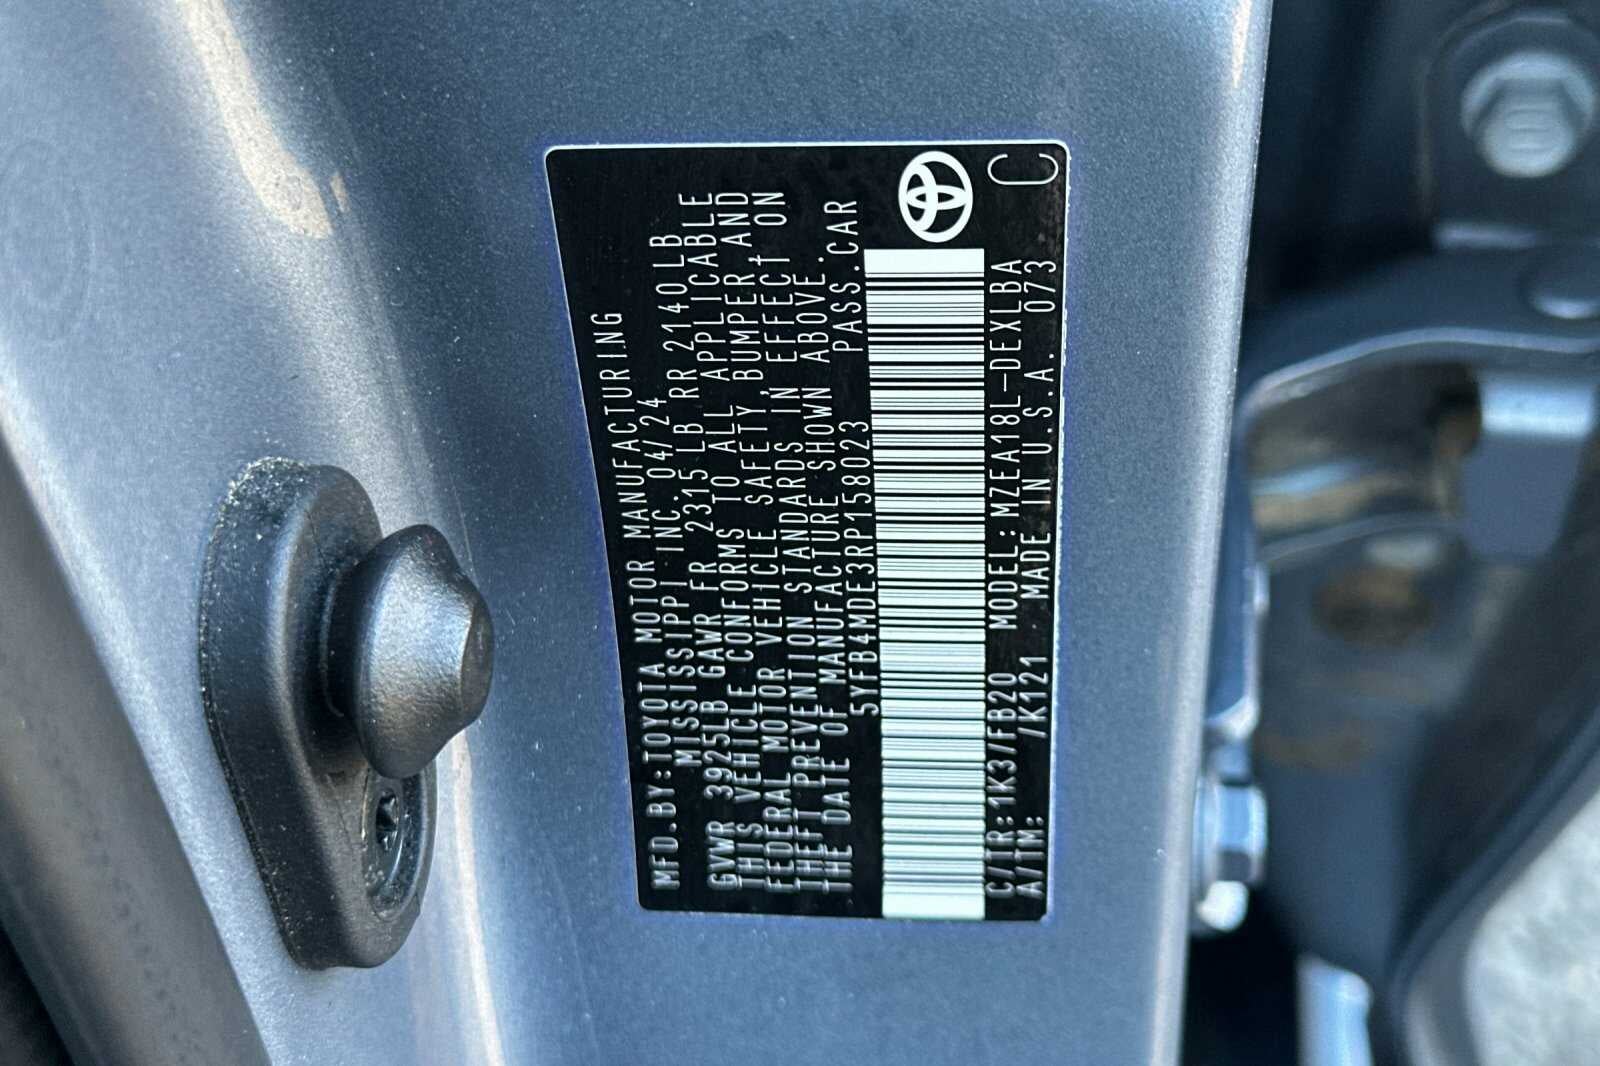 MFD.BY:TOYOTA MOTOR MANUFACTURING
MISSISSIPPI INC. 04/24
GVWR 3925LB GAWR FR 2315LB RR 2140LB
THIS VEHICLE CONFORMS TO ALL APPLICABLE
FEDERAL MOTOR VEHICLE SAFETY, BUMPER, AND
THEFT PREVENTION STANDARDS IN EFFECT ON
THE DATE OF MANUFACTURE SHOWN ABOVE.
5YFB4MDE3RP158023 PASS.CAR
C/TR:1K3/FB20 MODEL:MZEA18L-DEXLBA
A/TM: /K121 MADE IN U.S.A. 073
C